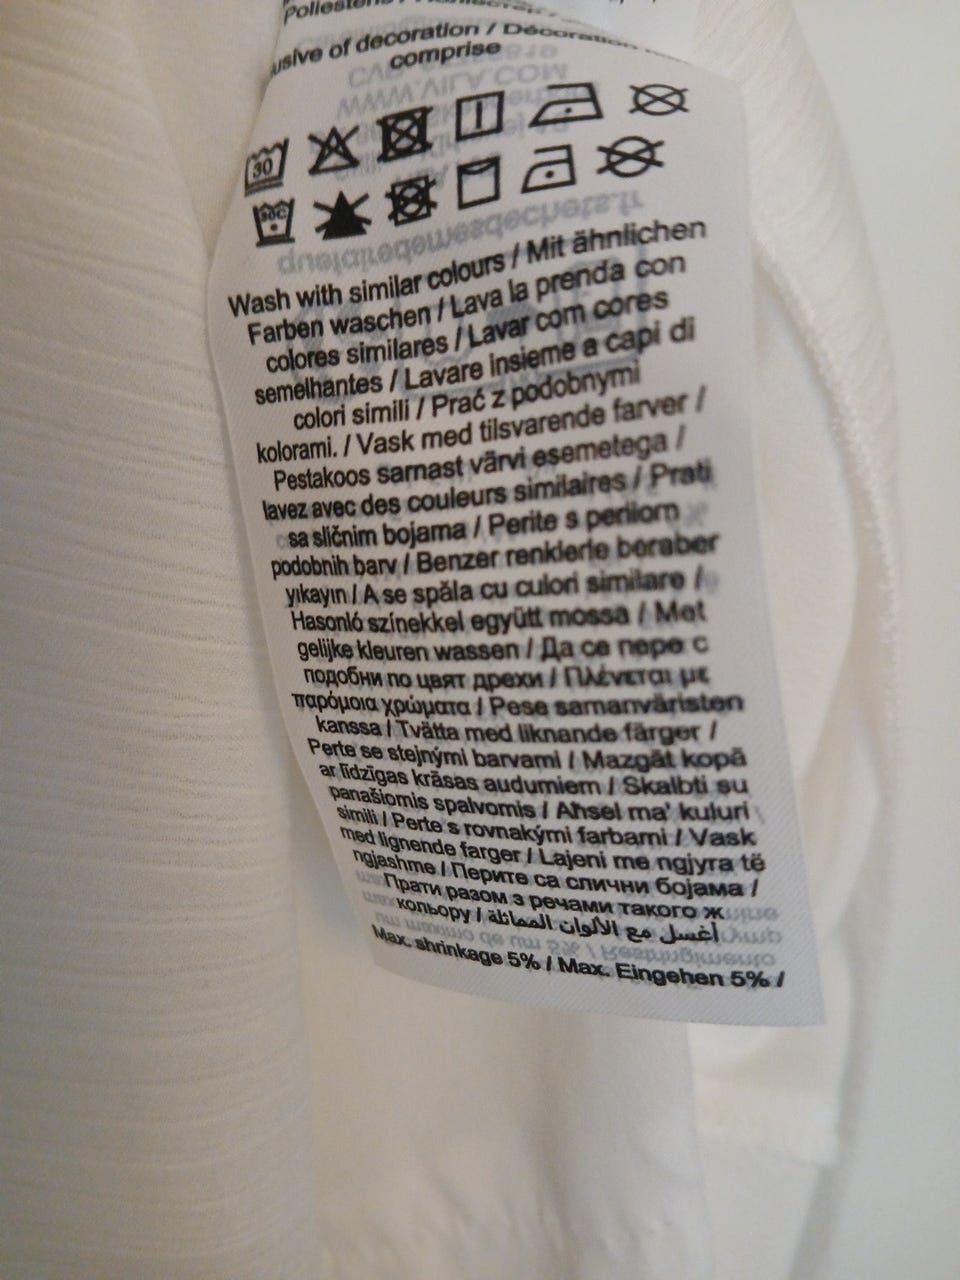 usive of decoration / Décoration
comprise
30
30C
Wash with similar colours / Mit ähnlichen
Farben waschen / Lava la prenda con
colores similares / Lavar com cores
semelhantes / Lavare insieme a capi di
colori simili / Prać z podobnymi
kolorami. / Vask med tilsvarende farver /
Pestakoos sarnast värvi esemetega /
lavez avec des couleurs similaires / Prati
sa sličnim bojama / Perite s perilom
podobnih barv / Benzer renklerle beraber
yıkayın / A se spăla cu culori similare /
Hasonló színekkel együtt mossa / Met
gelijke kleuren wassen / Да се пере с
подобни по цвят дрехи / Πλένεται με
παρόμοια χρώματα / Pese samanväristen
kanssa / Tvätta med liknande färger /
Perte se stejnými barvami / Mazgāt kopā
ar līdzīgas krāsas audumiem / Skalbti su
panašiomis spalvomis / Aħsel ma' kuluri
simili / Perte s rovnakými farbami / Vask
med lignende farger / Lajeni me ngjyra të
ngjashme / Перите са слични бојама /
Прати разом з речами такого ж
кольору / أغسل مع الألوان المماثلة
Max. shrinkage 5% / Max. Eingehen 5% /